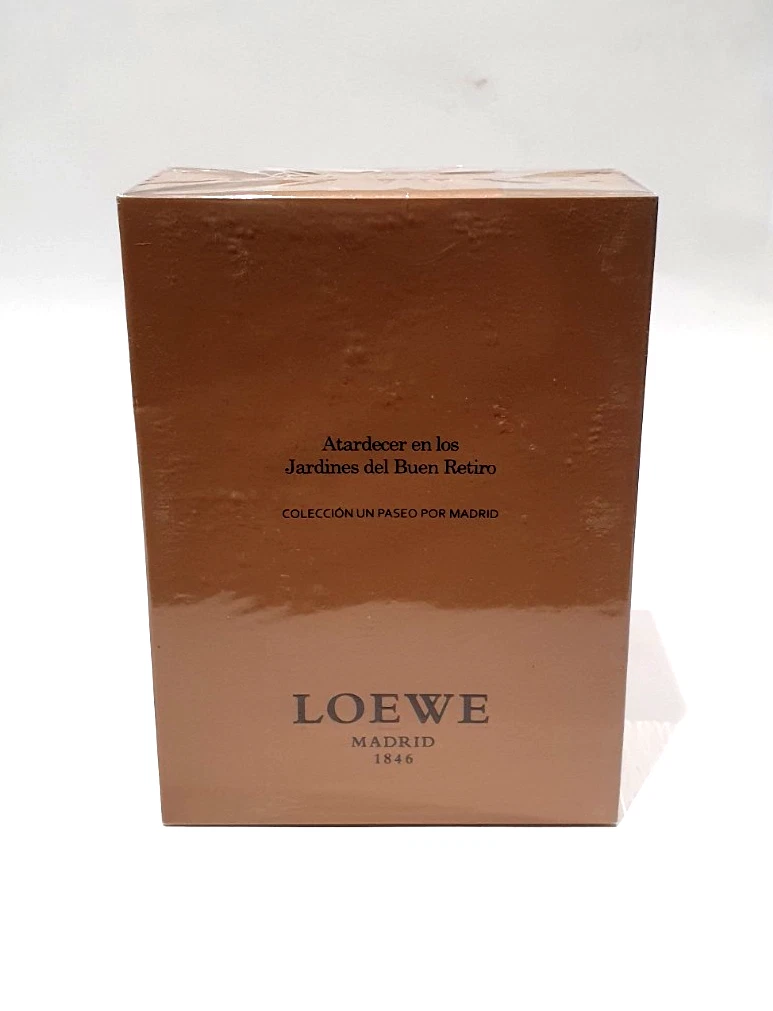 Atardecer en los
Jardines del Buen Retiro
COLECCIÓN UN PASEO POR MADRID
LOEWE
MADRID
1846